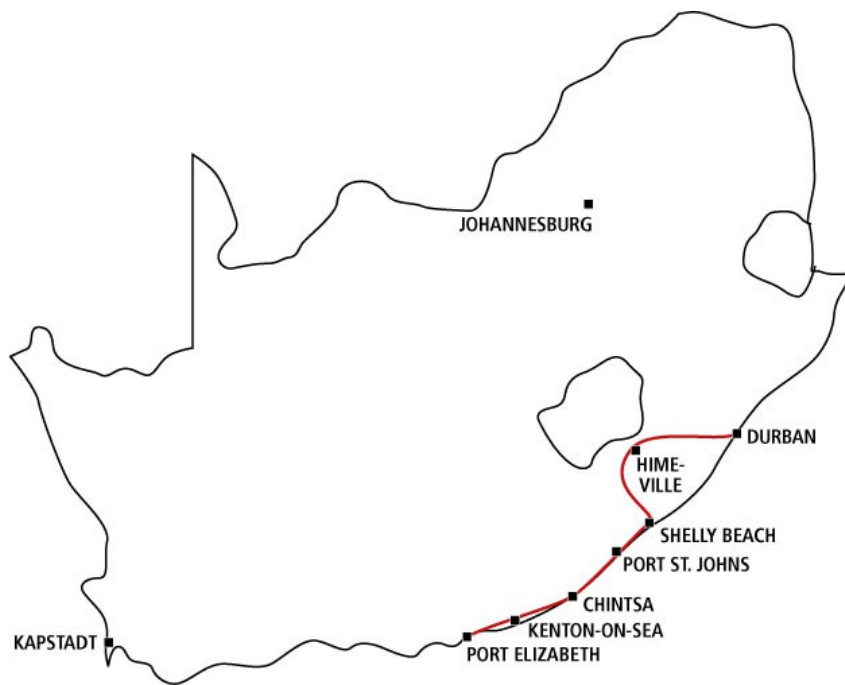 JOHANNESBURG
DURBAN
HIME-
VILLE
SHELLY BEACH
PORT ST. JOHNS
CHINTSA
KENTON-ON-SEA
KAPSTADT
PORT ELIZABETH